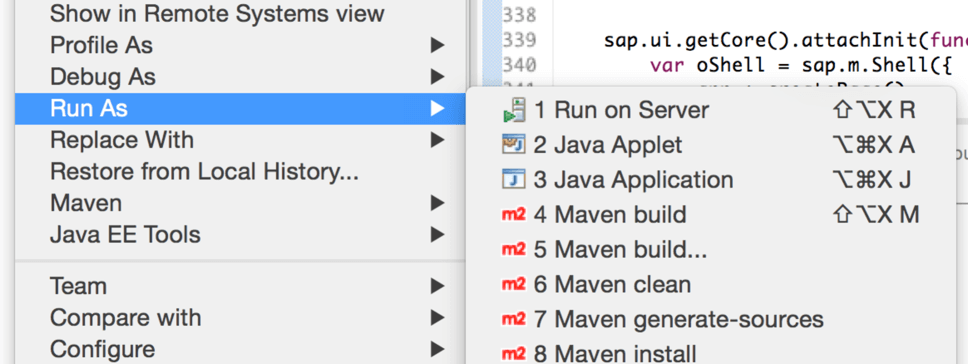 Show in Remote Systems view
Profile As
Debug As
Run As
Replace With
Restore from Local History...
Maven
Java EE Tools
Team
Compare with
Configure
338
339 sap.ui.getCore().attachInit(func
340 var oShell = sap.m.Shell({
1 Run on Server ⇧⌥X R
2 Java Applet ⌥⌘X A
3 Java Application ⌥⌘X J
m2 4 Maven build ⇧⌥X M
m2 5 Maven build...
m2 6 Maven clean
m2 7 Maven generate-sources
m2 8 Maven install